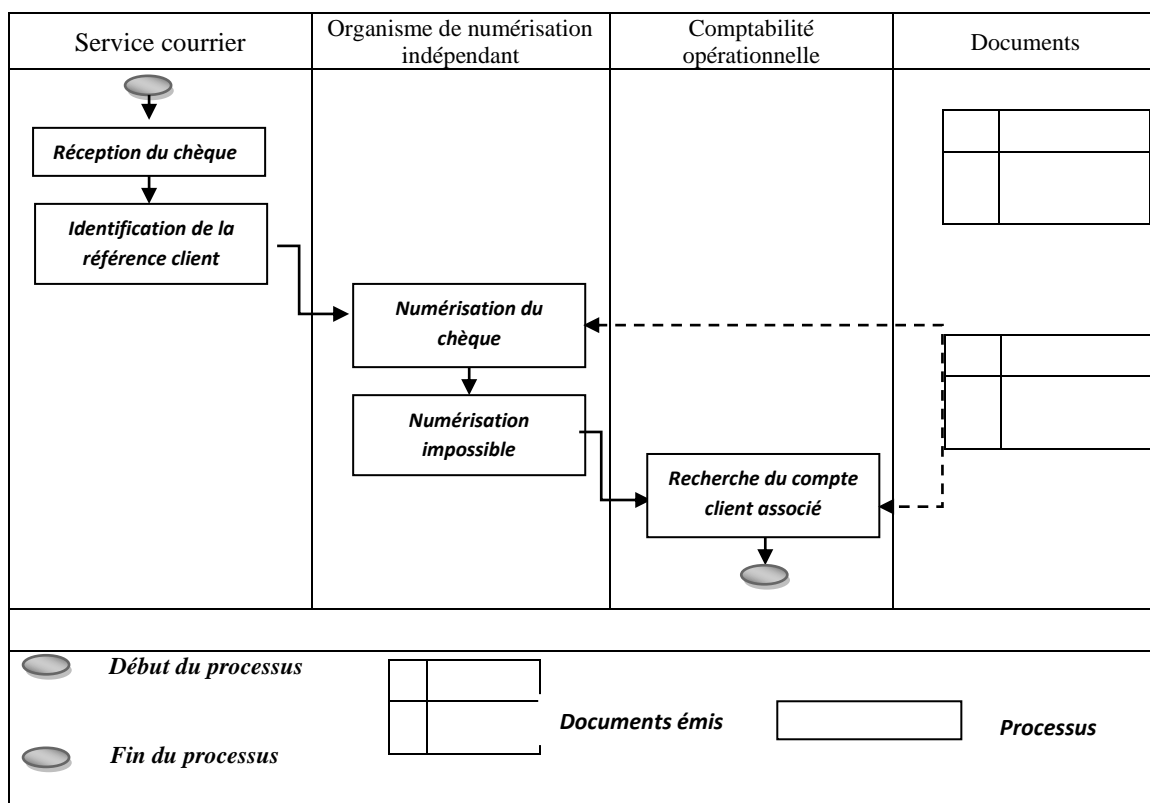 Service courrier
Organisme de numérisation
indépendant
Comptabilité
opérationnelle
Documents
Réception du chèque
Identification de la
référence client
Numérisation du
chèque
Numérisation
impossible
Recherche du compte
client associé
Début du processus
Documents émis
Processus
Fin du processus